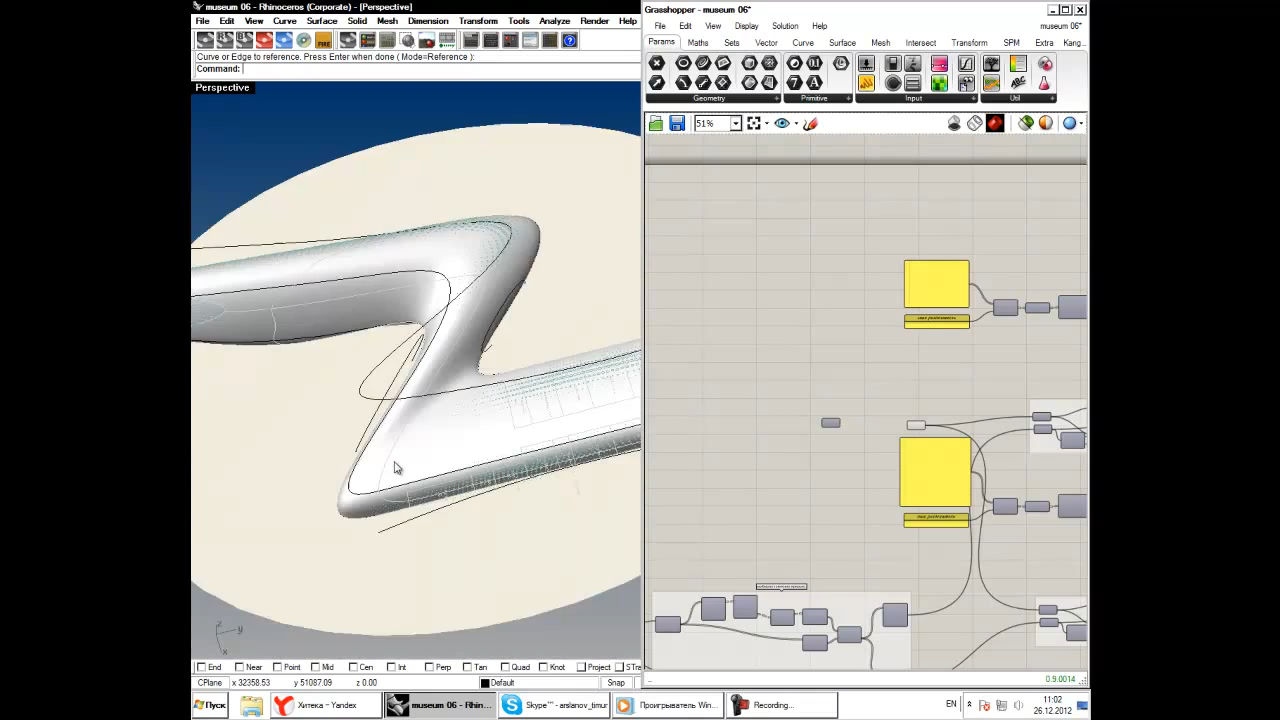 museum 06 - Rhinoceros (Corporate) - [Perspective]
File Edit View Curve Surface Solid Mesh Dimension Transform Tools Analyze Render Help
Curve or Edge to reference. Press Enter when done ( Mode=Reference ):
Command:
Perspective
z
y
x
End Near Point Mid Cen Int Perp Tan Quad Knot Project STra
CPlane x 32358.53 y 51087.09 z 0.00 Default Snap
Grasshopper - museum 06*
File Edit View Display Solution Help museum 06*
Params Maths Sets Vector Curve Surface Mesh Intersect Transform SPM Extra Kang
Geometry Primitive Input Util
51%
0.9.0014
Пуск Хитека – Yandex museum 06 - Rhin... Skype™ - arslanov_timur Проигрыватель Win... Recording... EN 11:02
26.12.2012